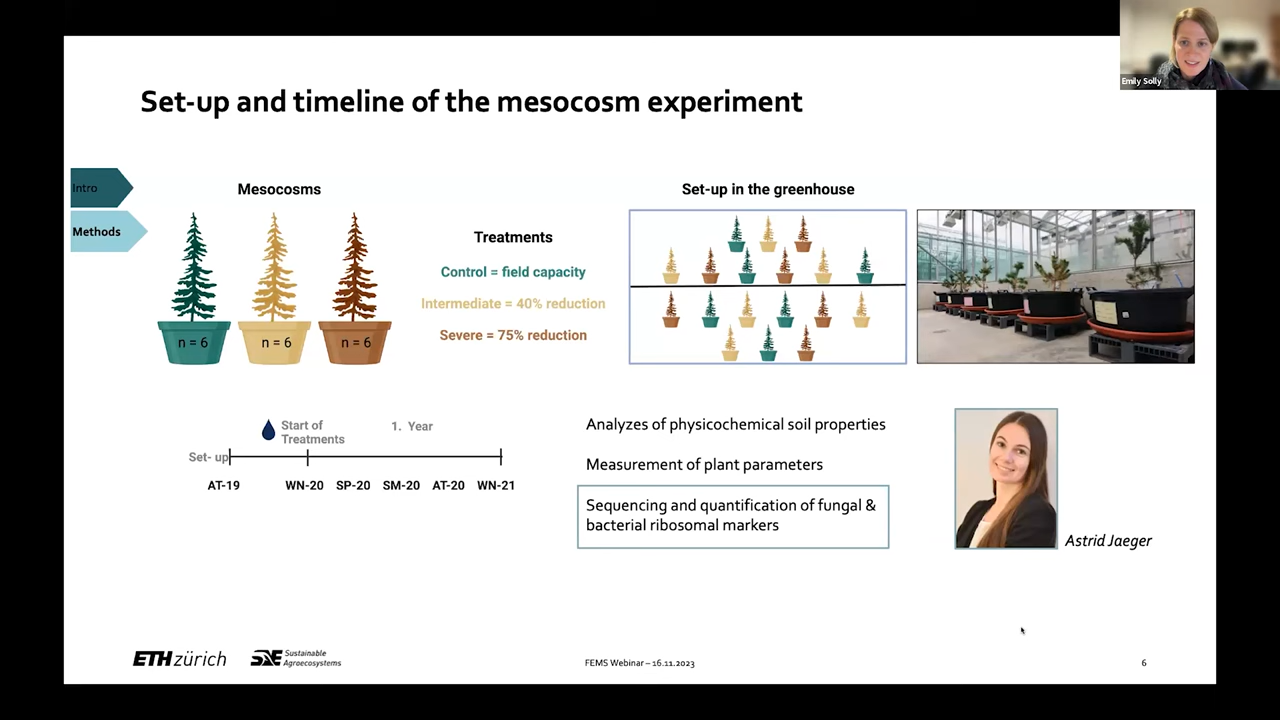 Emily Solly
Set-up and timeline of the mesocosm experiment
Intro
Methods
Mesocosms
n = 6
n = 6
n = 6
Treatments
Control = field capacity
Intermediate = 40% reduction
Severe = 75% reduction
Set-up in the greenhouse
Start of
Treatments
1. Year
Set- up
AT-19
WN-20
SP-20
SM-20
AT-20
WN-21
Analyzes of physicochemical soil properties
Measurement of plant parameters
Sequencing and quantification of fungal &
bacterial ribosomal markers
Astrid Jaeger
ETH zürich
SAE Sustainable
Agroecosystems
FEMS Webinar – 16.11.2023
6